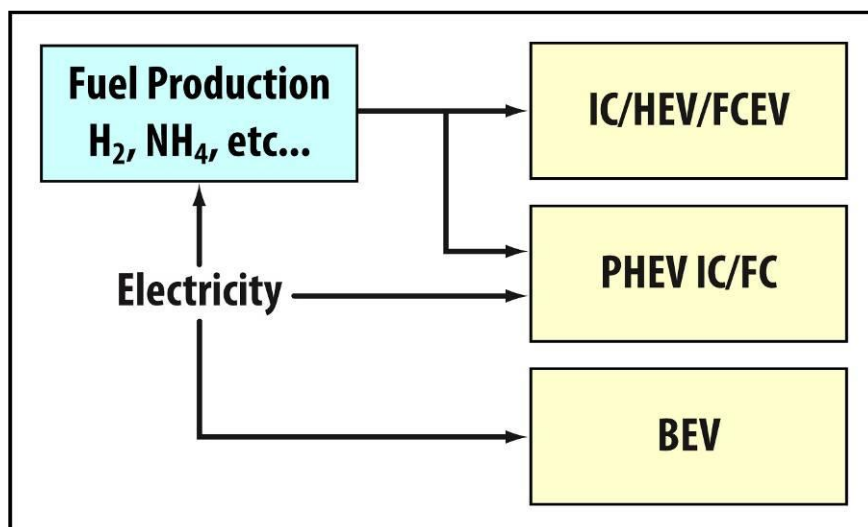 Fuel Production
H₂, NH₄, etc...
IC/HEV/FCEV
PHEV IC/FC
Electricity
BEV